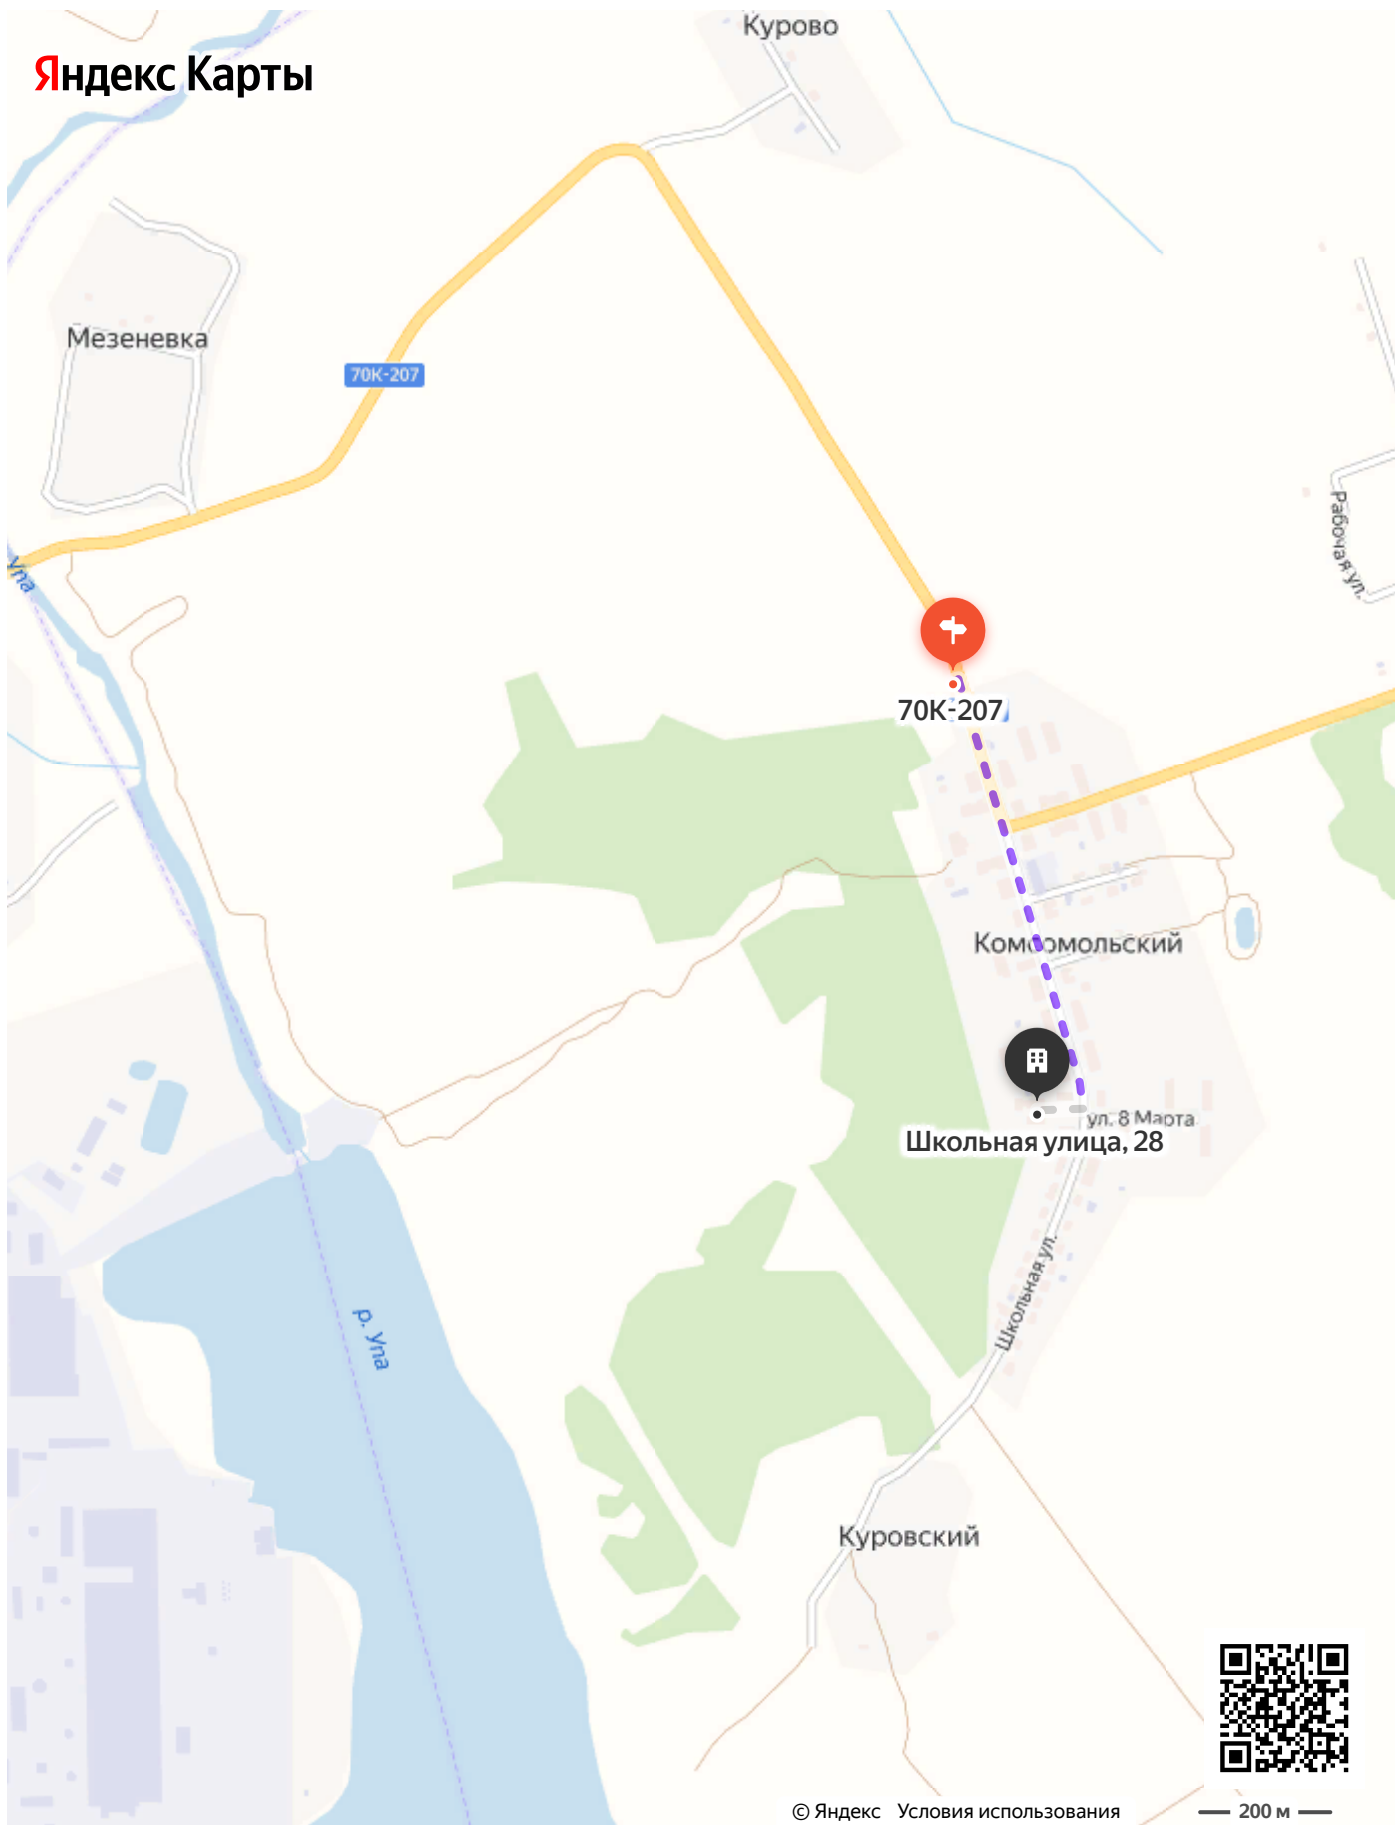 Курово
Яндекс Карты
Мезеневка
70К-207
Рабочая ул.
Упа
70К-207
Комсомольский
ул. 8 Марта
Школьная улица, 28
Школьная ул.
р. Упа
Куровский
© Яндекс Условия использования
200 м